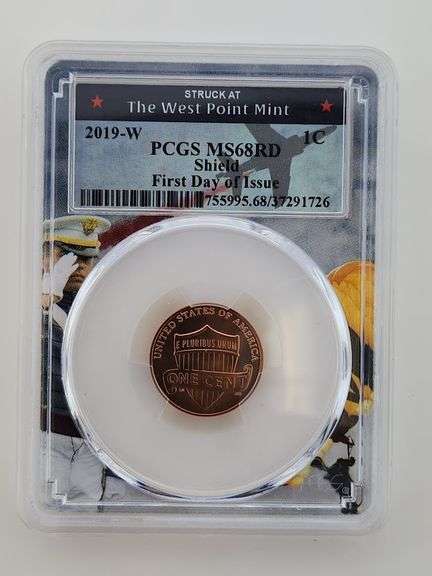 STRUCK AT
The West Point Mint
2019-W 1C
PCGS MS68RD
Shield
First Day of Issue
755995.68/37291726
UNITED STATES OF AMERICA
E PLURIBUS UNUM
ONE CENT